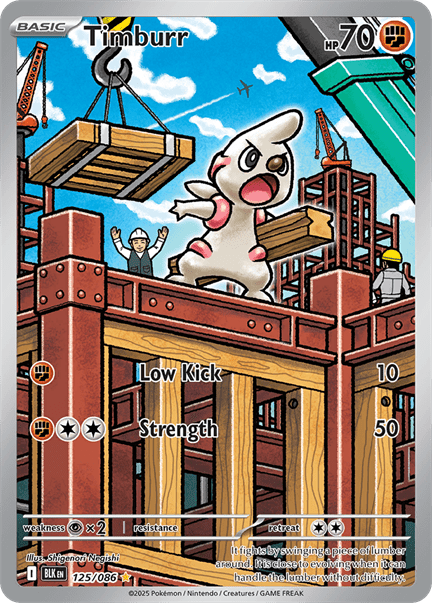 BASIC Timburr HP 70
Low Kick 10
Strength 50
weakness ×2 resistance retreat
Illus. Shigenori Negishi
It fights by swinging a piece of lumber
around. It is close to evolving when it can
handle the lumber without difficulty.
I BLK EN 125/086
©2025 Pokémon / Nintendo / Creatures / GAME FREAK